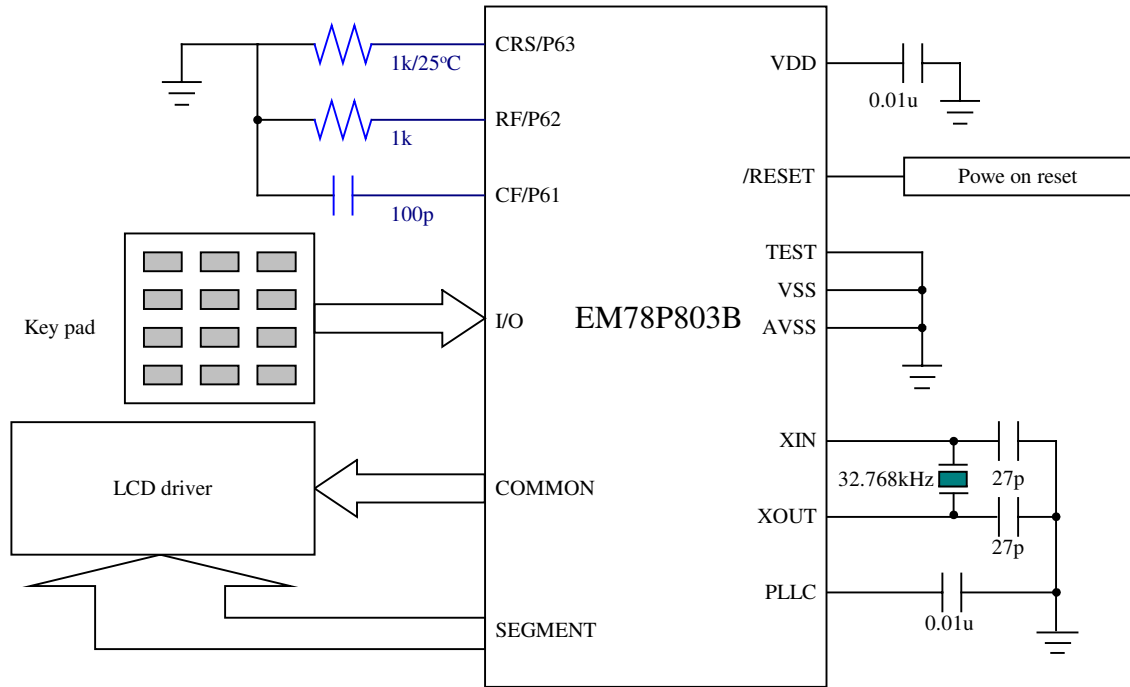 CRS/P63
1k/25°C
RF/P62
1k
CF/P61
100p
Key pad
I/O
EM78P803B
LCD driver
COMMON
SEGMENT
VDD
0.01u
/RESET
Powe on reset
TEST
VSS
AVSS
XIN
32.768kHz
27p
XOUT
27p
PLLC
0.01u